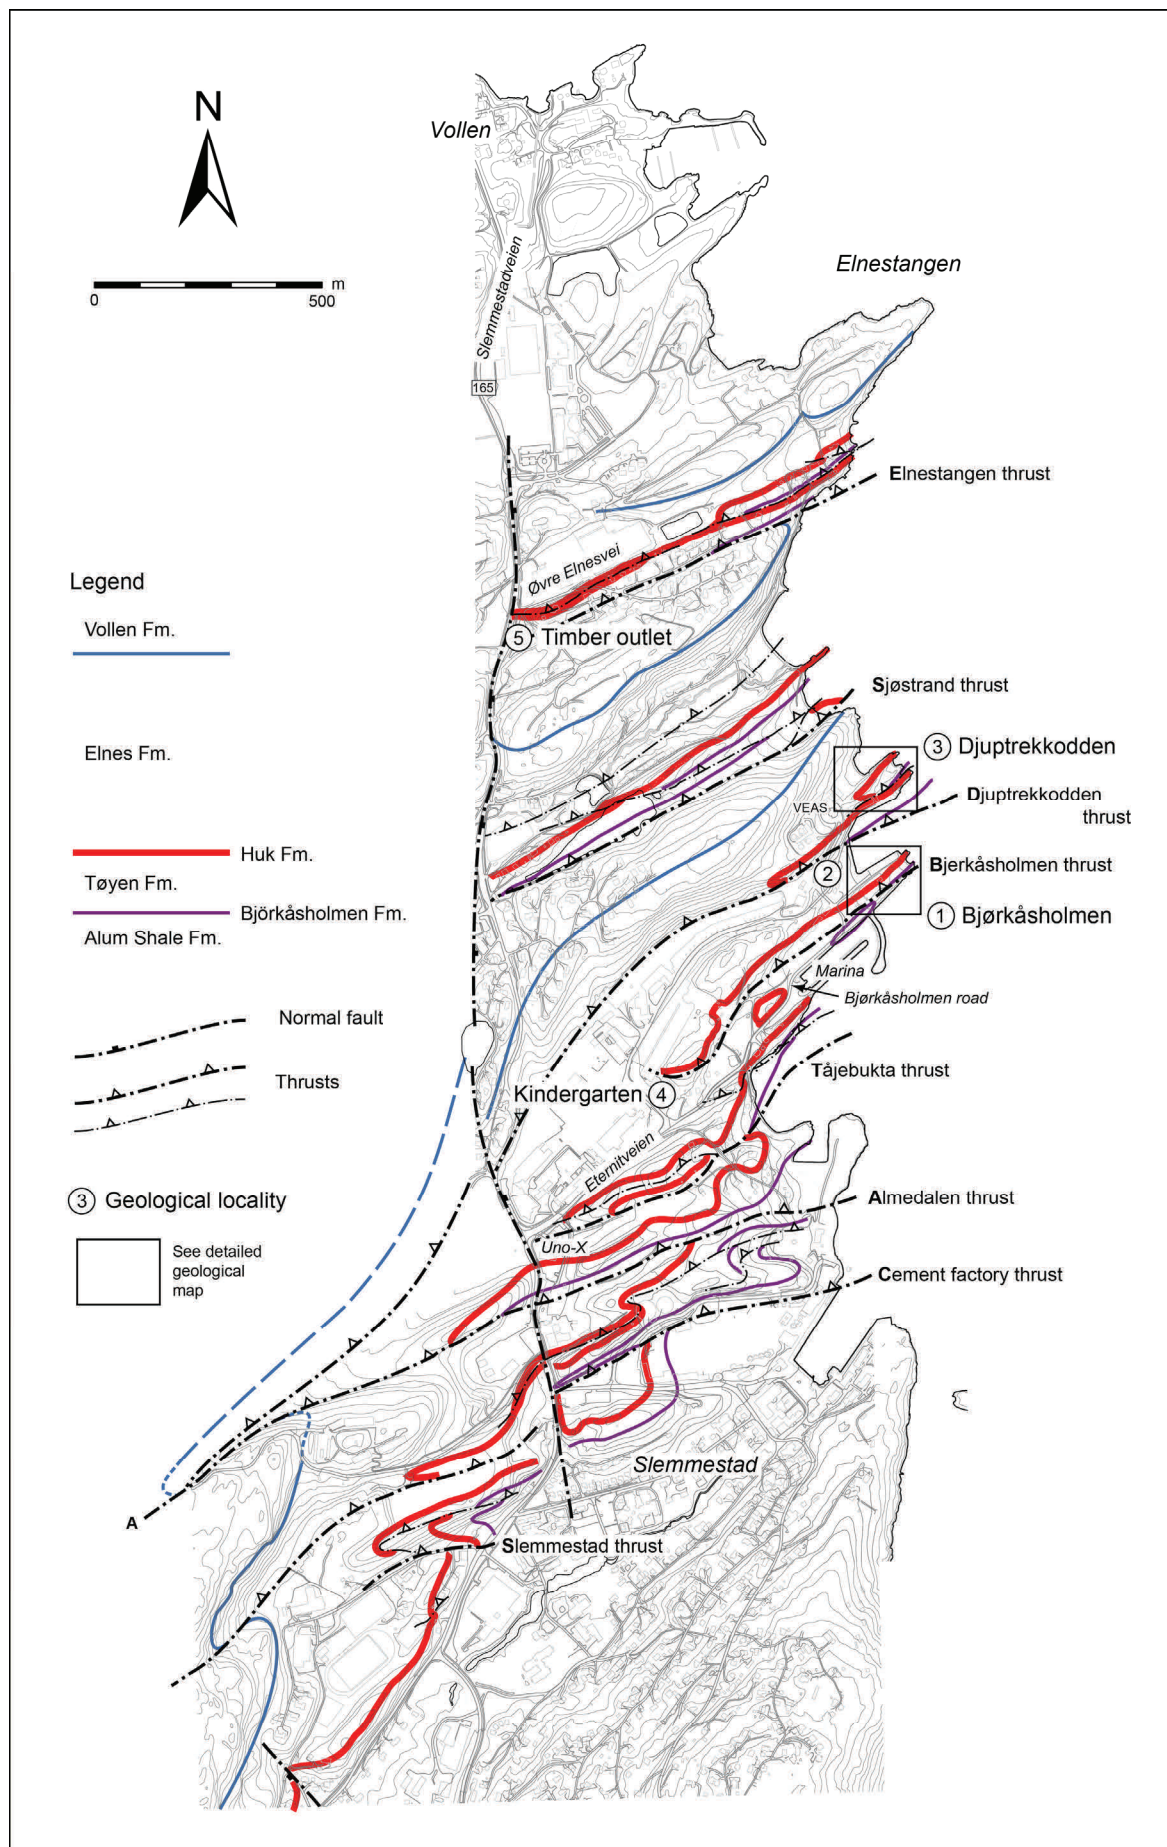 N
0
500
m
Vollen
Elnestangen
Slemmestadveien
165
Elnestangen thrust
Øvre Elnesvei
5 Timber outlet
Legend
Vollen Fm.
Elnes Fm.
Huk Fm.
Tøyen Fm.
Björkåsholmen Fm.
Alum Shale Fm.
Normal fault
Thrusts
3 Geological locality
See detailed
geological
map
Sjøstrand thrust
3 Djuptrekkodden
VEAS
Djuptrekkodden
thrust
2
Bjerkåsholmen thrust
1 Bjørkåsholmen
Marina
Bjørkåsholmen road
Tåjebukta thrust
Kindergarten 4
Eternitveien
Uno-X
Almedalen thrust
Cement factory thrust
Slemmestad
A
Slemmestad thrust